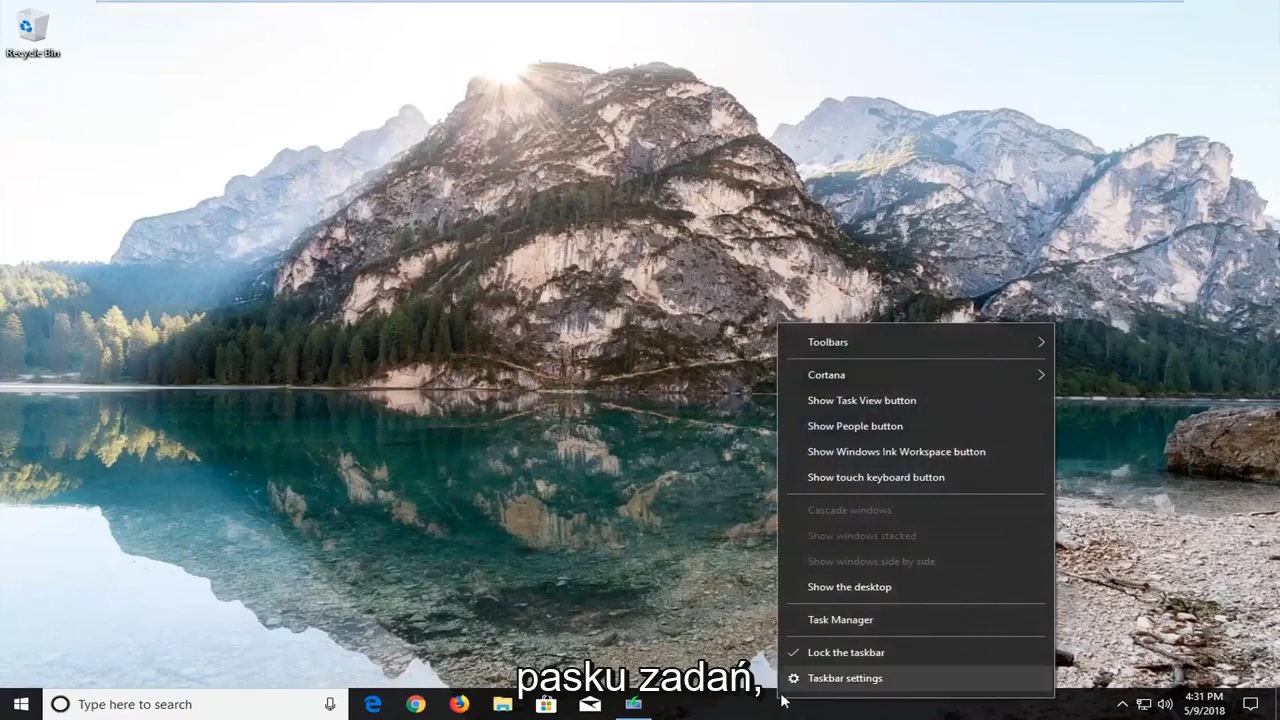 Recycle Bin
Toolbars
Cortana
Show Task View button
Show People button
Show Windows Ink Workspace button
Show touch keyboard button
Cascade windows
Show windows stacked
Show windows side by side
Show the desktop
Task Manager
Lock the taskbar
Taskbar settings
pasku zadań,
Type here to search
4:31 PM
5/9/2018